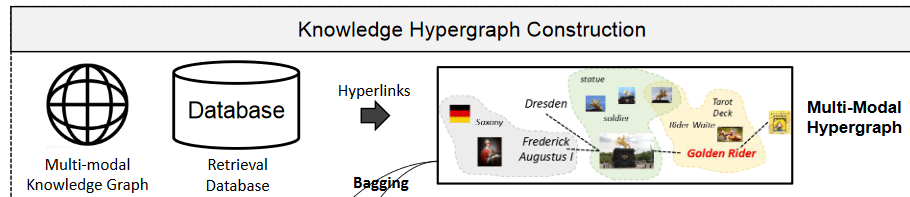 Knowledge Hypergraph Construction
Multi-modal
Knowledge Graph
Database
Retrieval
Database
Hyperlinks
Bagging
Saxony
Dresden
Frederick
Augustus I
statue
soldier
Tarot
Deck
Rider Waite
Golden Rider
Multi-Modal
Hypergraph